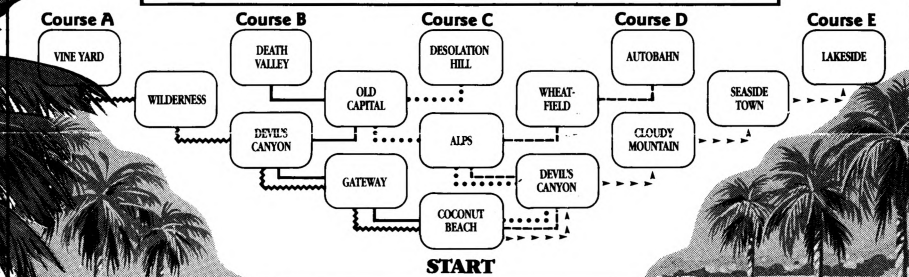 Course A
Course B
Course C
Course D
Course E
VINE YARD
DEATH
VALLEY
DESOLATION
HILL
AUTOBAHN
LAKESIDE
WILDERNESS
OLD
CAPITAL
WHEAT-
FIELD
SEASIDE
TOWN
DEVIL'S
CANYON
ALPS
CLOUDY
MOUNTAIN
GATEWAY
DEVIL'S
CANYON
COCONUT
BEACH
START